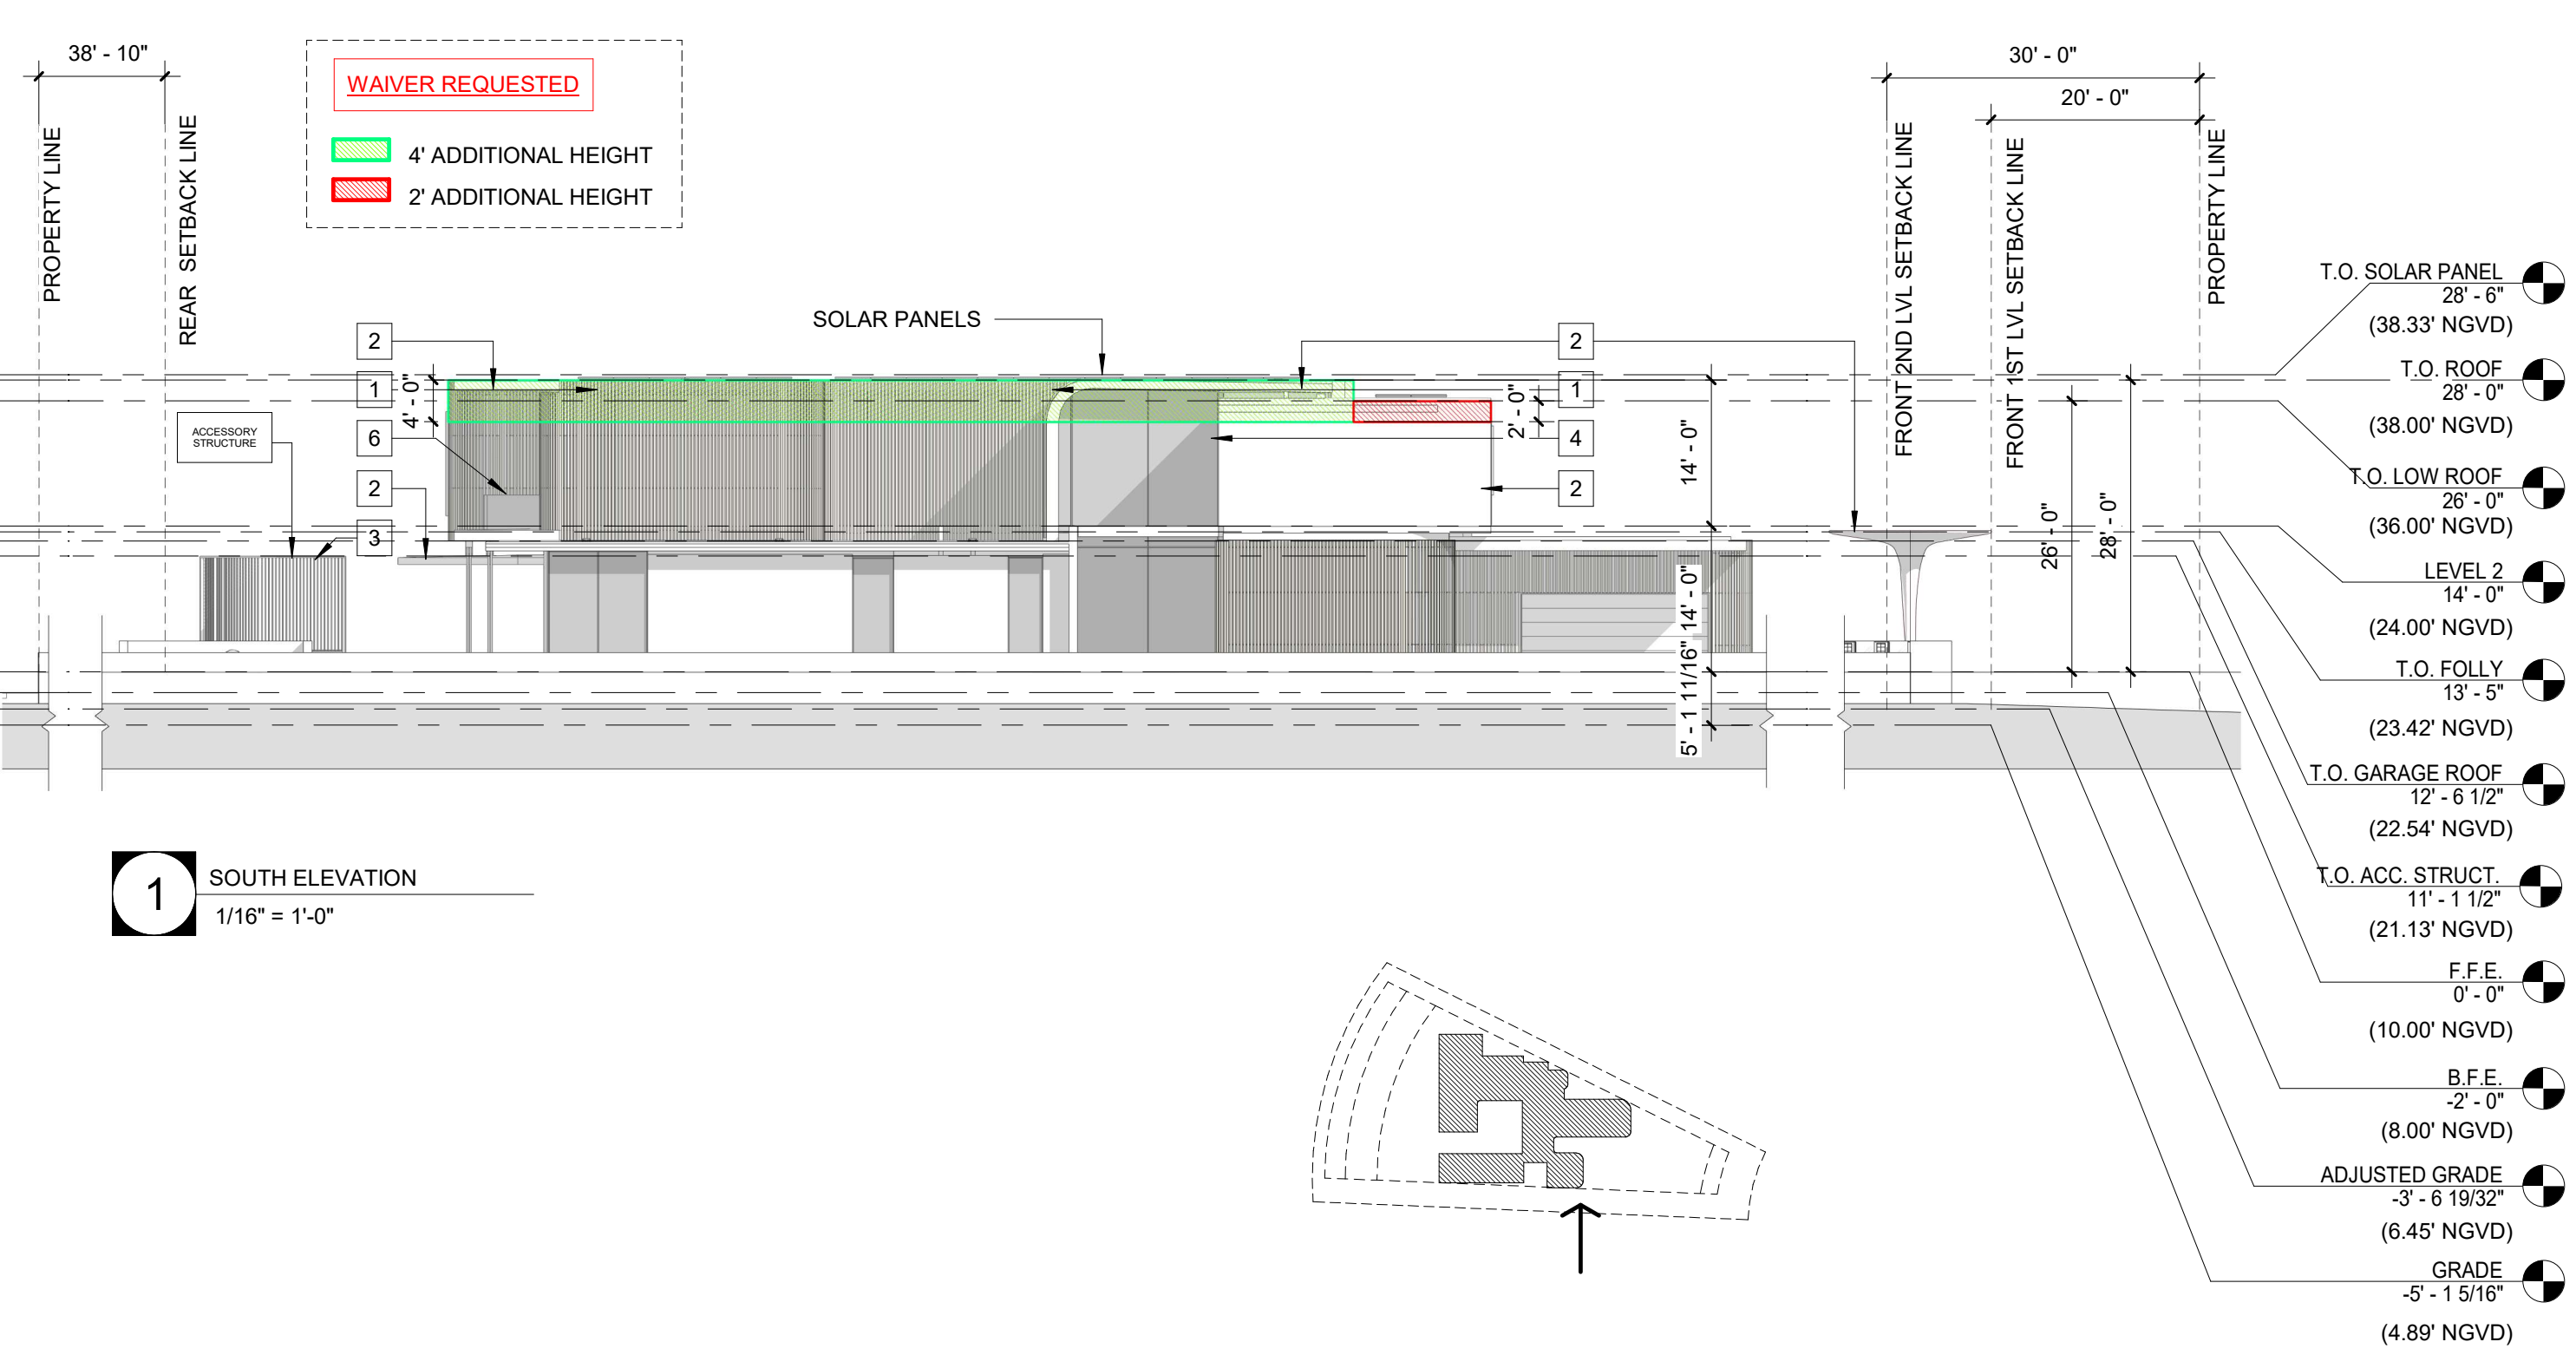 38' - 10"
PROPERTY LINE
REAR SETBACK LINE
WAIVER REQUESTED
4' ADDITIONAL HEIGHT
2' ADDITIONAL HEIGHT
30' - 0"
20' - 0"
FRONT 2ND LVL SETBACK LINE
FRONT 1ST LVL SETBACK LINE
PROPERTY LINE
SOLAR PANELS
2
1
6
2
3
4' - 0"
ACCESSORY
STRUCTURE
2
1
4
2
2' - 0"
14' - 0"
14' - 0"
5' - 1 11/16"
26' - 0"
28' - 0"
T.O. SOLAR PANEL
28' - 6"
(38.33' NGVD)
T.O. ROOF
28' - 0"
(38.00' NGVD)
T.O. LOW ROOF
26' - 0"
(36.00' NGVD)
LEVEL 2
14' - 0"
(24.00' NGVD)
T.O. FOLLY
13' - 5"
(23.42' NGVD)
T.O. GARAGE ROOF
12' - 6 1/2"
(22.54' NGVD)
T.O. ACC. STRUCT.
11' - 1 1/2"
(21.13' NGVD)
F.F.E.
0' - 0"
(10.00' NGVD)
B.F.E.
-2' - 0"
(8.00' NGVD)
ADJUSTED GRADE
-3' - 6 19/32"
(6.45' NGVD)
GRADE
-5' - 1 5/16"
(4.89' NGVD)
1
SOUTH ELEVATION
1/16" = 1'-0"